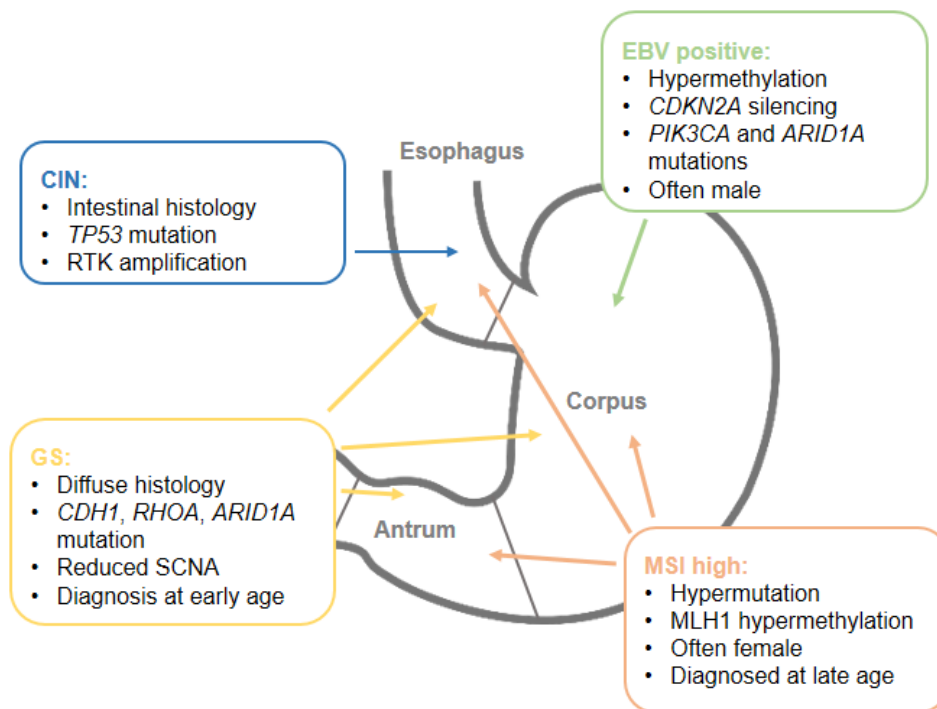 EBV positive:
• Hypermethylation
• CDKN2A silencing
• PIK3CA and ARID1A
mutations
• Often male
Esophagus
CIN:
• Intestinal histology
• TP53 mutation
• RTK amplification
Corpus
GS:
• Diffuse histology
• CDH1, RHOA, ARID1A
mutation
• Reduced SCNA
• Diagnosis at early age
Antrum
MSI high:
• Hypermutation
• MLH1 hypermethylation
• Often female
• Diagnosed at late age